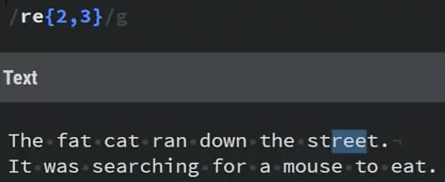 /re{2,3}/g
Text
The fat cat ran down the street.
It was searching for a mouse to eat.